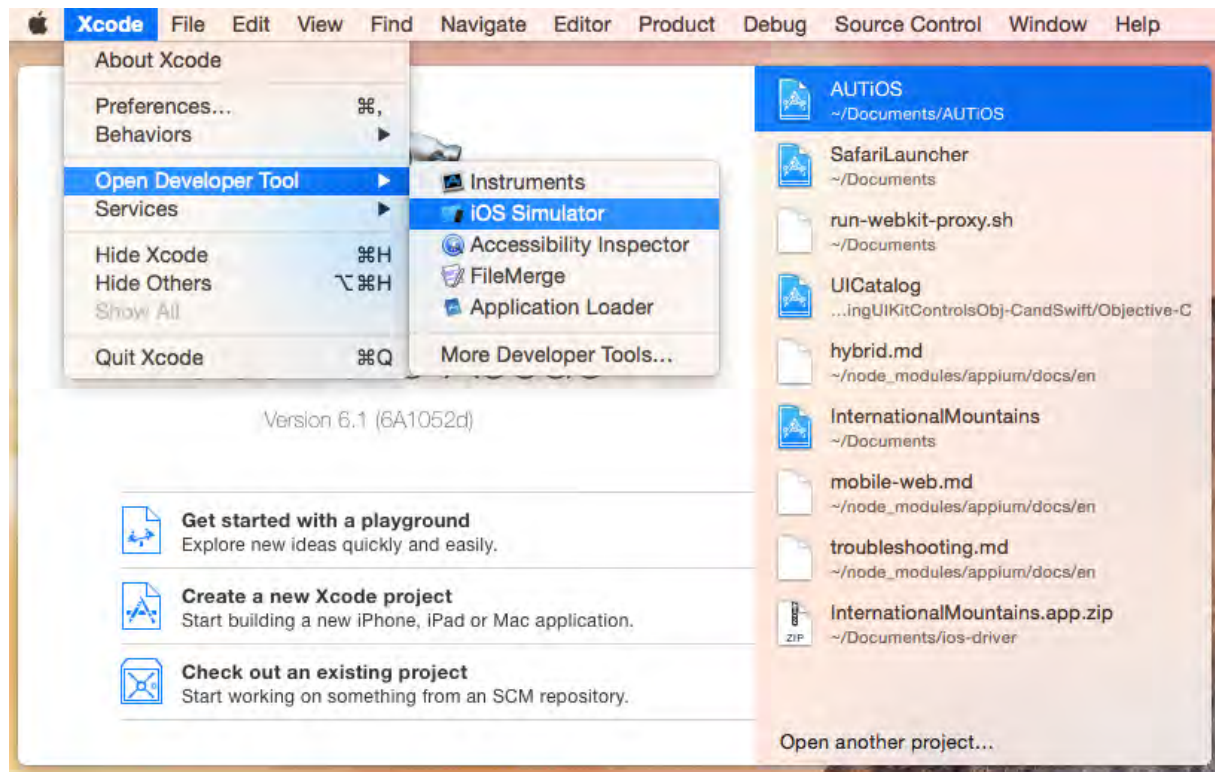 Xcode File Edit View Find Navigate Editor Product Debug Source Control Window Help
About Xcode
Preferences... ⌘,
Behaviors ▶
Open Developer Tool ▶
Services ▶
Hide Xcode ⌘H
Hide Others ⌥⌘H
Show All
Quit Xcode ⌘Q
Instruments
iOS Simulator
Accessibility Inspector
FileMerge
Application Loader
More Developer Tools...
Version 6.1 (6A1052d)
Get started with a playground
Explore new ideas quickly and easily.
Create a new Xcode project
Start building a new iPhone, iPad or Mac application.
Check out an existing project
Start working on something from an SCM repository.
AUTiOS
~/Documents/AUTiOS
SafariLauncher
~/Documents
run-webkit-proxy.sh
~/Documents
UICatalog
...ingUIKitControlsObj-CandSwift/Objective-C
hybrid.md
~/node_modules/appium/docs/en
InternationalMountains
~/Documents
mobile-web.md
~/node_modules/appium/docs/en
troubleshooting.md
~/node_modules/appium/docs/en
InternationalMountains.app.zip
ZIP ~/Documents/ios-driver
Open another project...